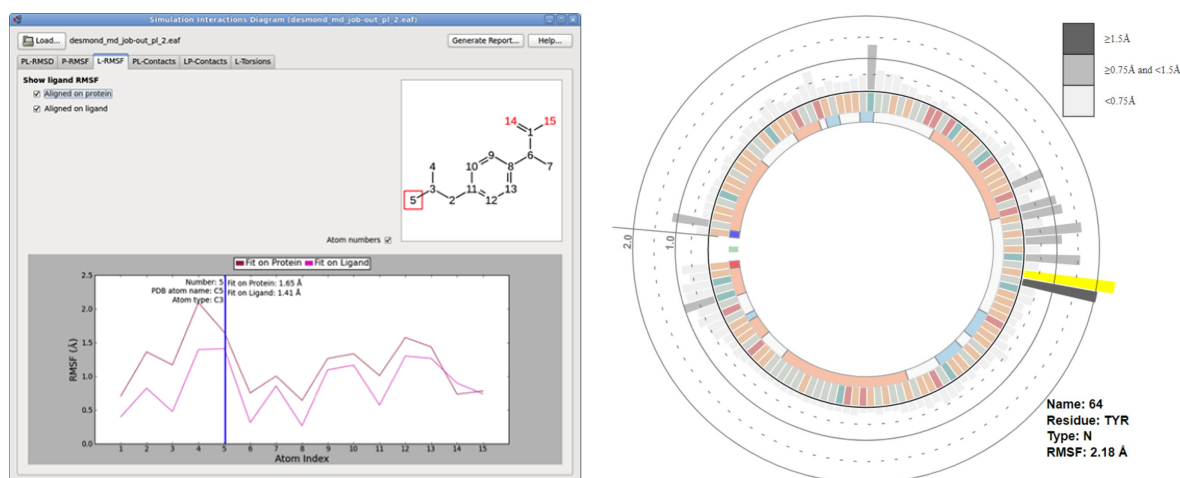 Simulation Interactions Diagram (desmond_md_job-out_pl_2.eaf)
Load... desmond_md_job-out_pl_2.eaf Generate Report... Help...
PL-RMSD P-RMSF L-RMSF PL-Contacts LP-Contacts L-Torsions
Show ligand RMSF
Aligned on protein
Aligned on ligand
14 15
1
9
10 8 6 7
4
3
5 2 11 12 13
Atom numbers
Fit on Protein Fit on Ligand
Number: 5 Fit on Protein: 1.65 Å
PDB atom name: C5 Fit on Ligand: 1.41 Å
Atom type: C3
RMSF (Å)
2.5
2.0
1.5
1.0
0.5
0.0
1 2 3 4 5 6 7 8 9 10 11 12 13 14 15
Atom Index
≥1.5Å
≥0.75Å and <1.5Å
<0.75Å
2.0 1.0
Name: 64
Residue: TYR
Type: N
RMSF: 2.18 Å